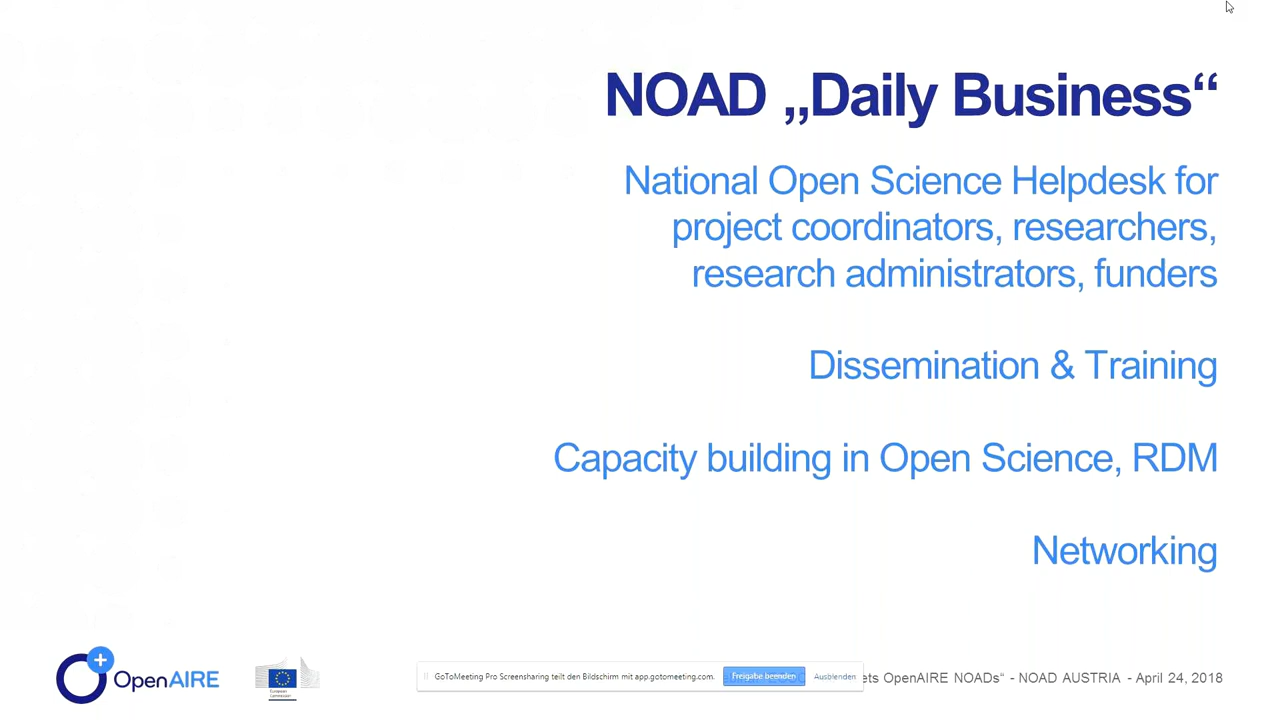 NOAD „Daily Business“
National Open Science Helpdesk for
project coordinators, researchers,
research administrators, funders
Dissemination & Training
Capacity building in Open Science, RDM
Networking
OpenAIRE
European
Commission
GoToMeeting Pro Screensharing teilt den Bildschirm mit app.gotomeeting.com.
Freigabe beenden
Ausblenden
ets OpenAIRE NOADs“ - NOAD AUSTRIA - April 24, 2018